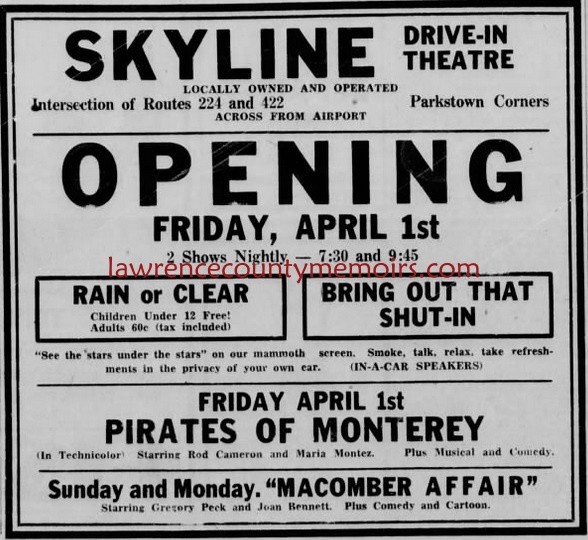 SKYLINE DRIVE-IN THEATRE
LOCALLY OWNED AND OPERATED
Intersection of Routes 224 and 422 Parkstown Corners
ACROSS FROM AIRPORT
OPENING
FRIDAY, APRIL 1st
2 Shows Nightly — 7:30 and 9:45
lawrencecountymemoirs.com
RAIN or CLEAR
Children Under 12 Free!
Adults 60c (tax included)
BRING OUT THAT
SHUT-IN
"See the stars under the stars" on our mammoth screen. Smoke, talk, relax, take refresh-
ments in the privacy of your own car. (IN-A-CAR SPEAKERS)
FRIDAY APRIL 1st
PIRATES OF MONTEREY
(In Technicolor) Starring Rod Cameron and Maria Montez. Plus Musical and Comedy.
Sunday and Monday. "MACOMBER AFFAIR"
Starring Gregory Peck and Joan Bennett. Plus Comedy and Cartoon.